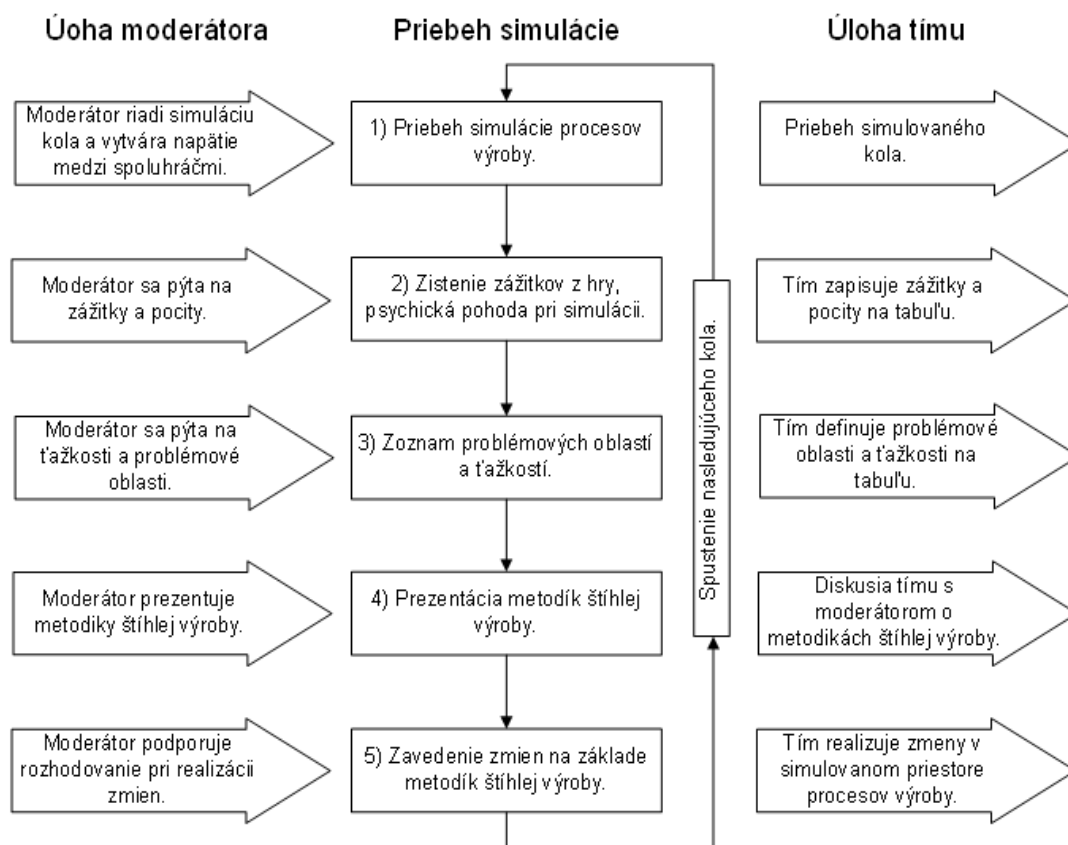 Úoha moderátora
Priebeh simulácie
Úloha tímu
Moderátor riadi simuláciu
kola a vytvára napätie
medzi spoluhráčmi.
1) Priebeh simulácie procesov
výroby.
Priebeh simulovaného
kola.
Moderátor sa pýta na
zážitky a pocity.
2) Zistenie zážitkov z hry,
psychická pohoda pri simulácii.
Tím zapisuje zážitky a
pocity na tabuľu.
Moderátor sa pýta na
ťažkosti a problémové
oblasti.
3) Zoznam problémových oblastí
a ťažkostí.
Tím definuje problémové
oblasti a ťažkosti na
tabuľu.
Moderátor prezentuje
metodiky štíhlej výroby.
4) Prezentácia metodík štíhlej
výroby.
Diskusia tímu s
moderátorom o
metodikách štíhlej výroby.
Moderátor podporuje
rozhodovanie pri realizácii
zmien.
5) Zavedenie zmien na základe
metodík štíhlej výroby.
Tím realizuje zmeny v
simulovanom priestore
procesov výroby.
Spustenie nasledujúceho kola.